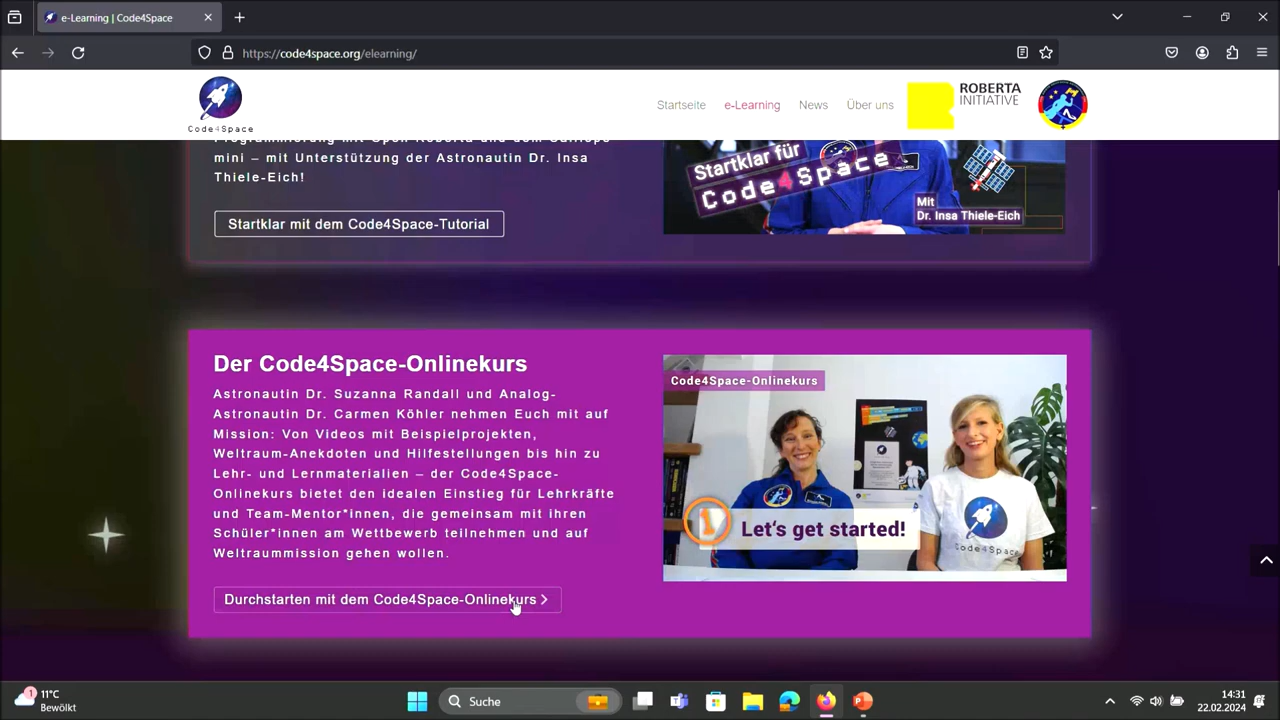 e-Learning | Code4Space
https://code4space.org/elearning/
Code4Space
Startseite
e-Learning
News
Über uns
ROBERTA
INITIATIVE
mini – mit Unterstützung der Astronautin Dr. Insa
Thiele-Eich!
Startklar mit dem Code4Space-Tutorial
Startklar für
Code4Space
Mit
Dr. Insa Thiele-Eich
Der Code4Space-Onlinekurs
Astronautin Dr. Suzanna Randall und Analog-
Astronautin Dr. Carmen Köhler nehmen Euch mit auf
Mission: Von Videos mit Beispielprojekten,
Weltraum-Anekdoten und Hilfestellungen bis hin zu
Lehr- und Lernmaterialien – der Code4Space-
Onlinekurs bietet den idealen Einstieg für Lehrkräfte
und Team-Mentor*innen, die gemeinsam mit ihren
Schüler*innen am Wettbewerb teilnehmen und auf
Weltraummission gehen wollen.
Durchstarten mit dem Code4Space-Onlinekurs
Code4Space-Onlinekurs
1
Let's get started!
Code4Space
1
11°C
Bewölkt
Suche
14:31
22.02.2024